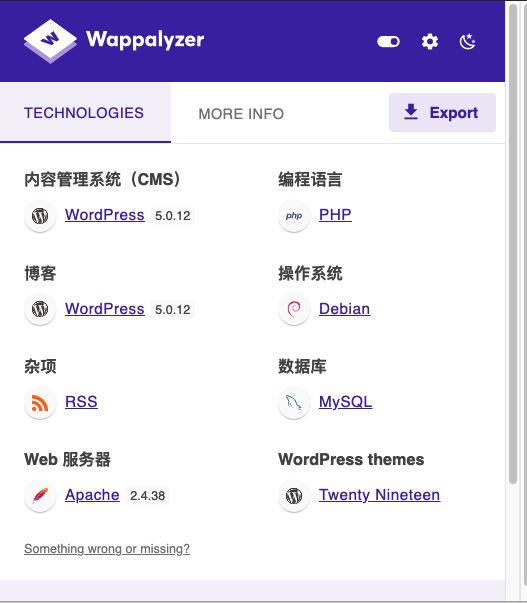 Wappalyzer
TECHNOLOGIES
MORE INFO
Export
内容管理系统（CMS）
WordPress 5.0.12
编程语言
php PHP
博客
WordPress 5.0.12
操作系统
Debian
杂项
RSS
数据库
MySQL
Web 服务器
Apache 2.4.38
WordPress themes
Twenty Nineteen
Something wrong or missing?